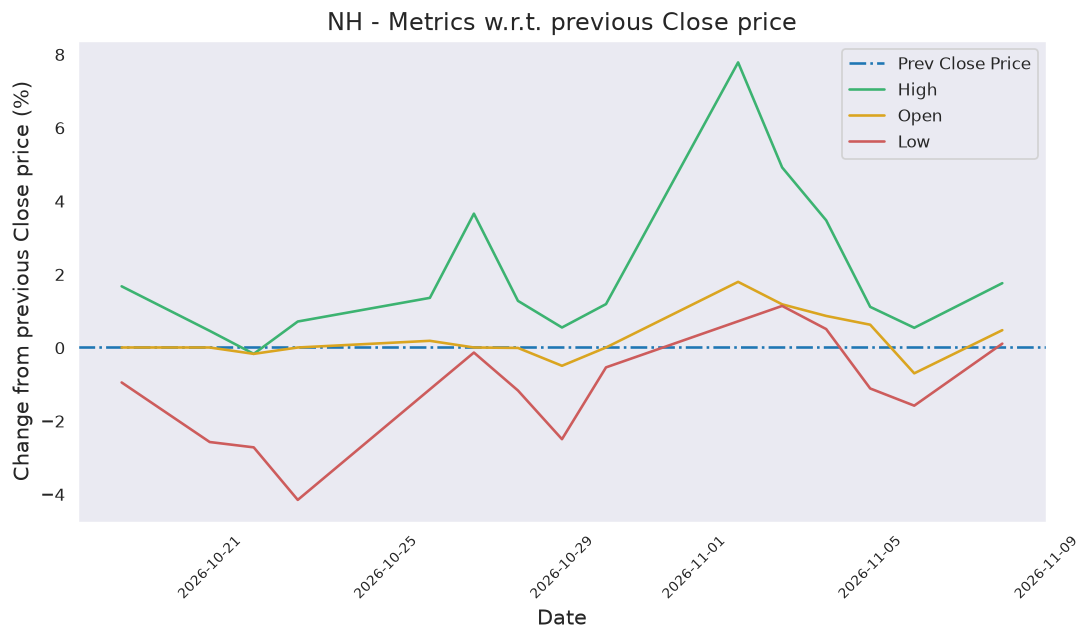 NH - Metrics w.r.t. previous Close price
Change from previous Close price (%)
8
6
4
2
0
−2
−4
Prev Close Price
High
Open
Low
2026-10-21
2026-10-25
2026-10-29
2026-11-01
2026-11-05
2026-11-09
Date